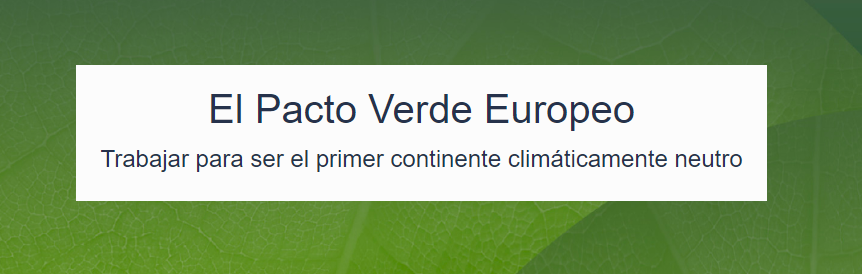 El Pacto Verde Europeo
Trabajar para ser el primer continente climáticamente neutro